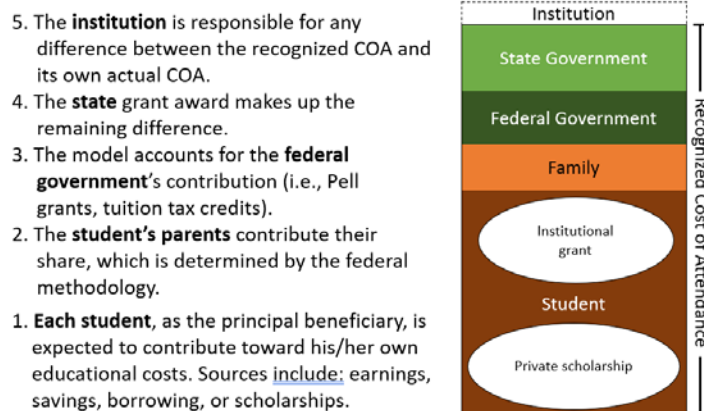 5. The institution is responsible for any
difference between the recognized COA and
its own actual COA.
4. The state grant award makes up the
remaining difference.
3. The model accounts for the federal
government's contribution (i.e., Pell
grants, tuition tax credits).
2. The student's parents contribute their
share, which is determined by the federal
methodology.
1. Each student, as the principal beneficiary, is
expected to contribute toward his/her own
educational costs. Sources include: earnings,
savings, borrowing, or scholarships.
Institution
State Government
Federal Government
Family
Institutional
grant
Student
Private scholarship
Recognized Cost of Attendance